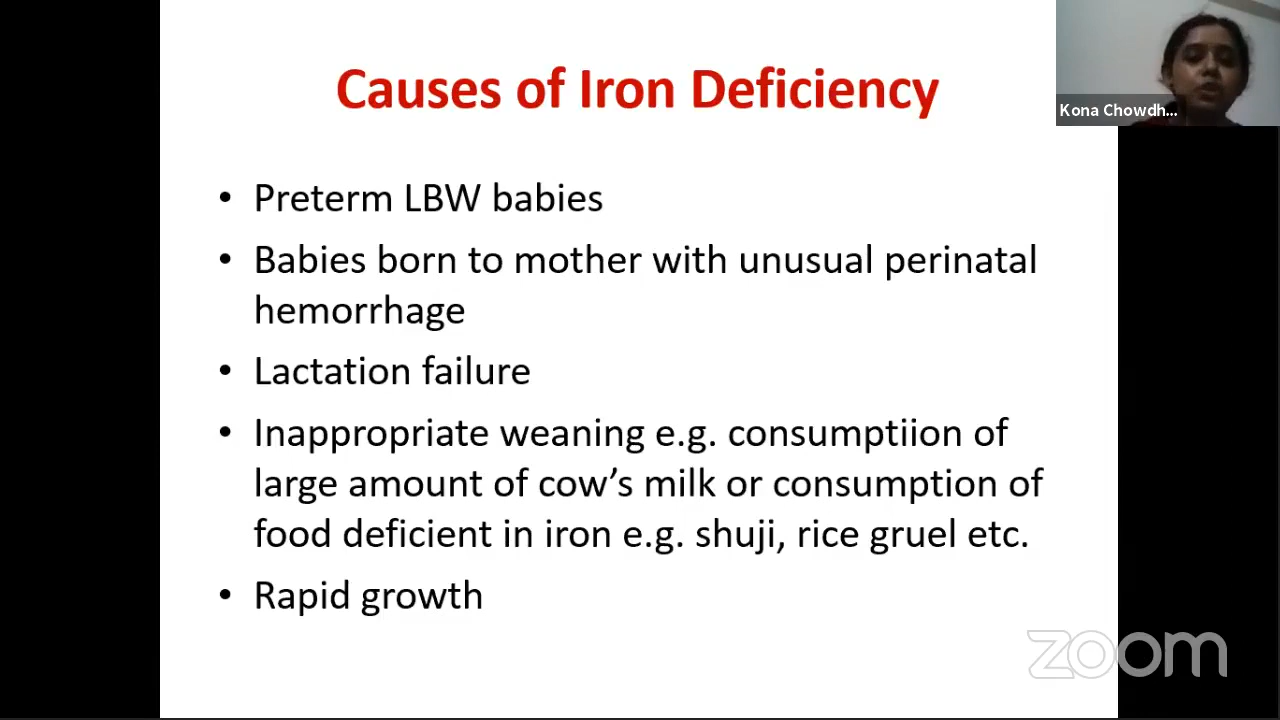 Causes of Iron Deficiency
Kona Chowdh...
• Preterm LBW babies
• Babies born to mother with unusual perinatal
hemorrhage
• Lactation failure
• Inappropriate weaning e.g. consumptiion of
large amount of cow’s milk or consumption of
food deficient in iron e.g. shuji, rice gruel etc.
• Rapid growth
zoom